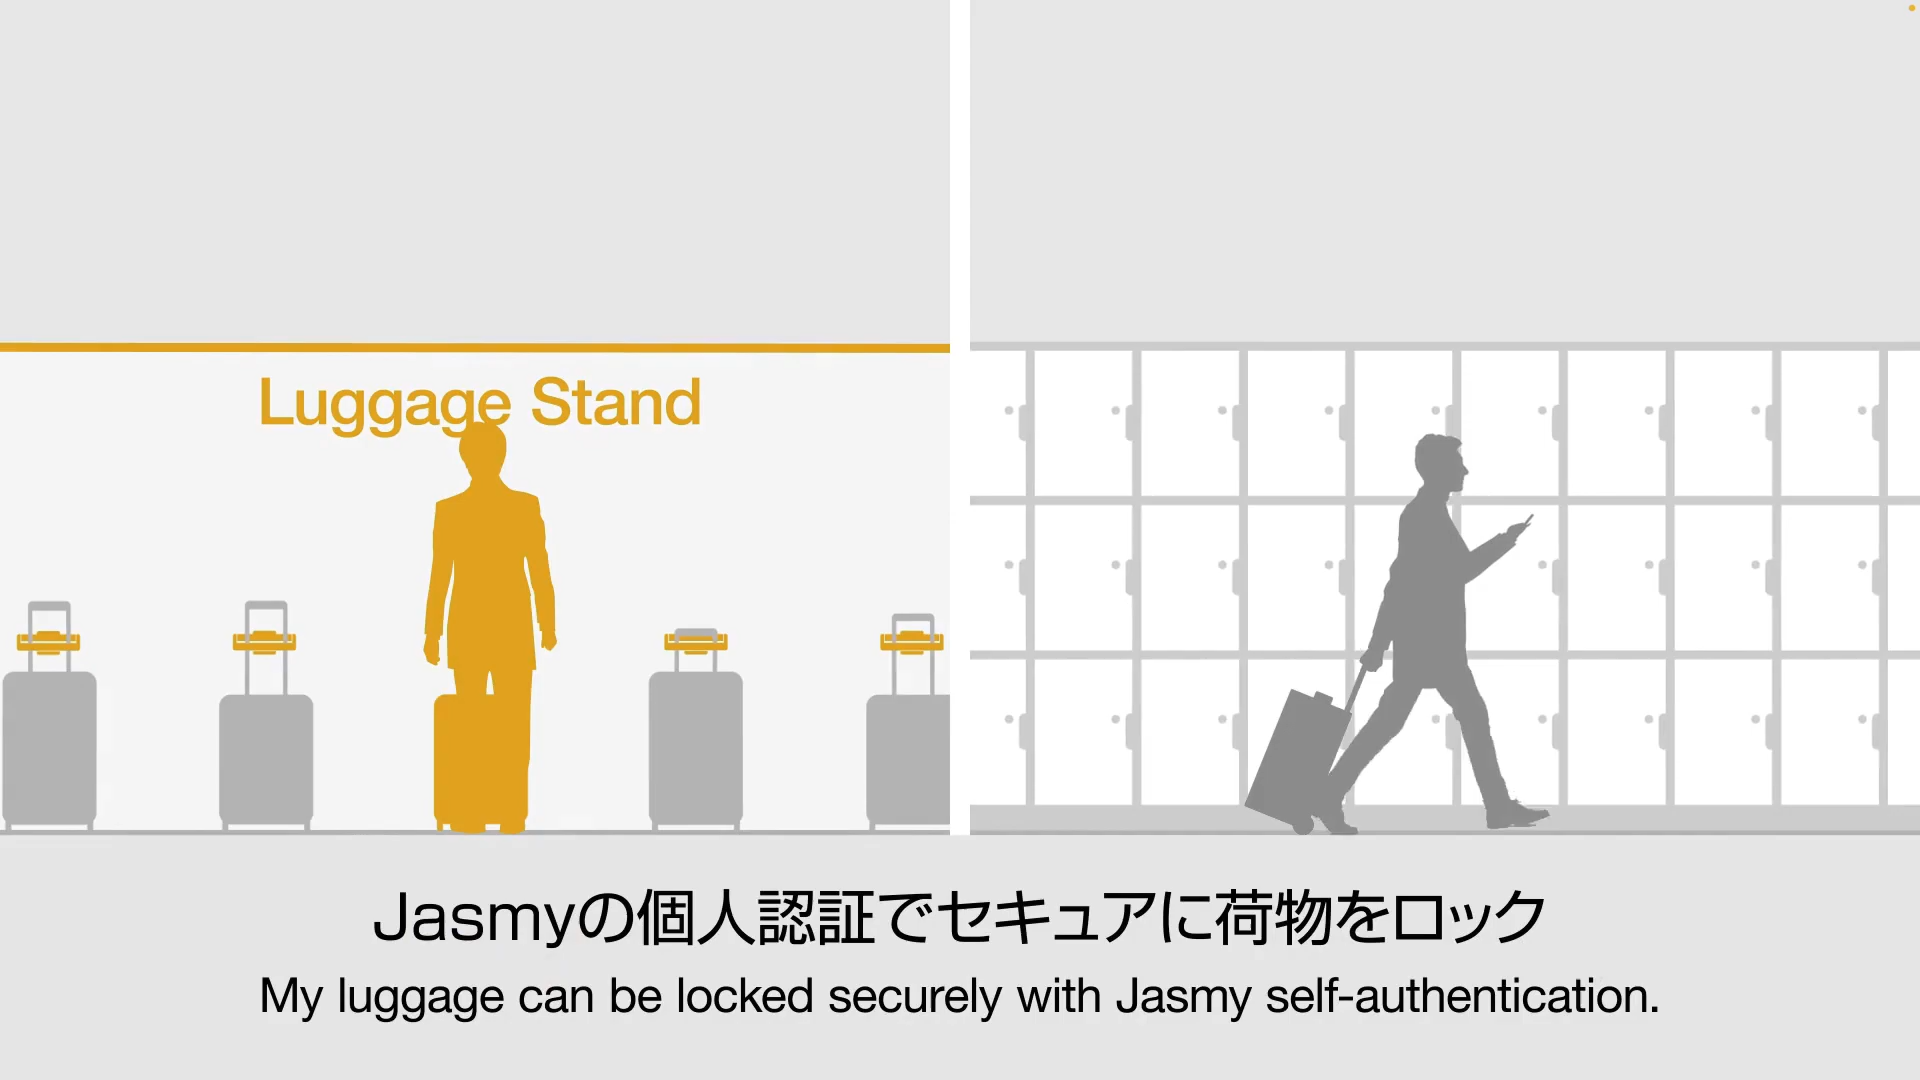 Luggage Stand
Jasmyの個人認証でセキュアに荷物をロック
My luggage can be locked securely with Jasmy self-authentication.